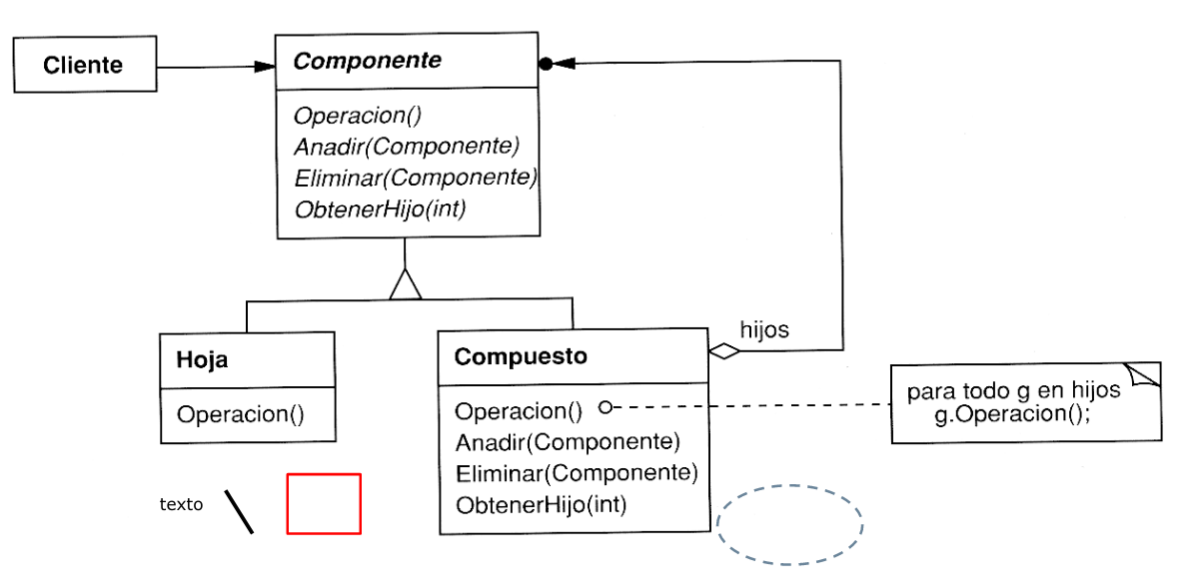 Cliente
Componente
Operacion()
Anadir(Componente)
Eliminar(Componente)
ObtenerHijo(int)
hijos
Hoja
Operacion()
Compuesto
Operacion()
Anadir(Componente)
Eliminar(Componente)
ObtenerHijo(int)
para todo g en hijos
g.Operacion();
texto